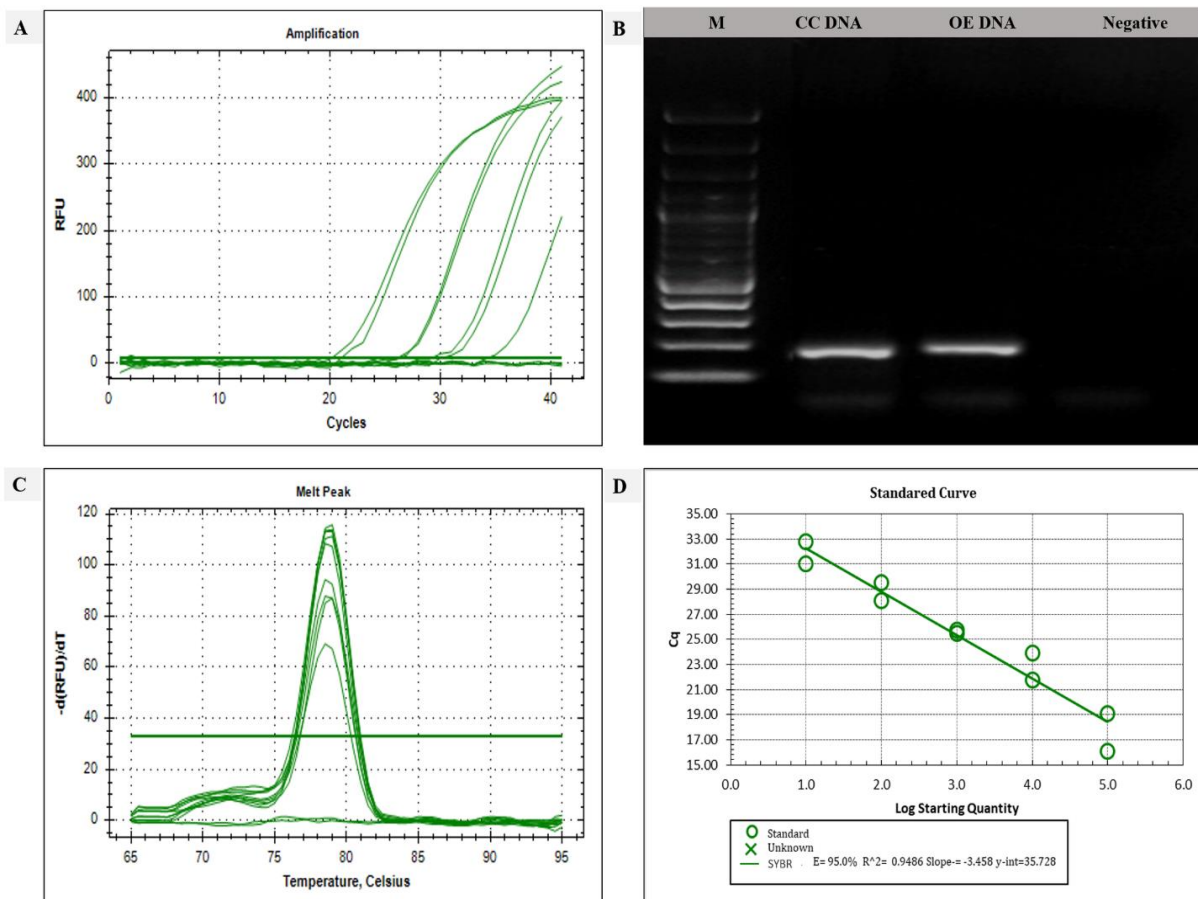 A
Amplification
RFU
400
300
200
100
0
0 10 20 30 40
Cycles
B
M CC DNA OE DNA Negative
C
Melt Peak
-d(RFU)/dT
120
100
80
60
40
20
0
65 70 75 80 85 90 95
Temperature, Celsius
D
Standared Curve
Cq
35.00
33.00
31.00
29.00
27.00
25.00
23.00
21.00
19.00
17.00
15.00
0.0 1.0 2.0 3.0 4.0 5.0 6.0
Log Starting Quantity
Standard
Unknown
SYBR E= 95.0% R^2= 0.9486 Slope-= -3.458 y-int=35.728